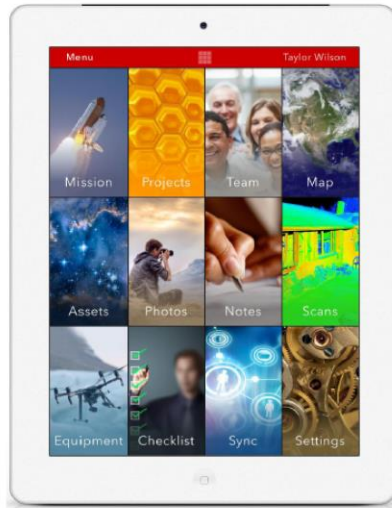 Menu
Taylor Wilson
Mission
Projects
Team
Map
Assets
Photos
Notes
Scans
Equipment
Checklist
Sync
Settings